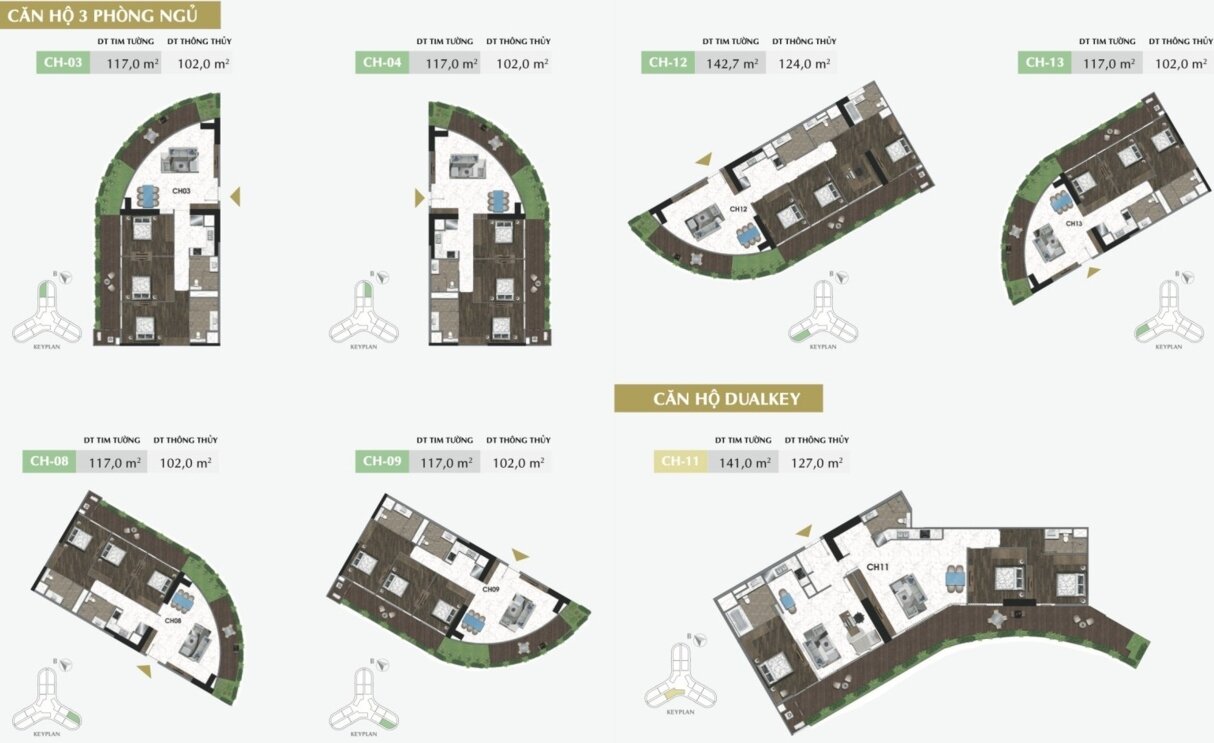 CĂN HỘ 3 PHÒNG NGỦ
DT TIM TƯỜNG DT THÔNG THỦY
CH-03 117,0 m² 102,0 m²
CH03
B
KEYPLAN
DT TIM TƯỜNG DT THÔNG THỦY
CH-04 117,0 m² 102,0 m²
CH04
B
KEYPLAN
DT TIM TƯỜNG DT THÔNG THỦY
CH-12 142,7 m² 124,0 m²
CH12
B
KEYPLAN
DT TIM TƯỜNG DT THÔNG THỦY
CH-13 117,0 m² 102,0 m²
CH13
B
KEYPLAN
DT TIM TƯỜNG DT THÔNG THỦY
CH-08 117,0 m² 102,0 m²
CH08
B
KEYPLAN
DT TIM TƯỜNG DT THÔNG THỦY
CH-09 117,0 m² 102,0 m²
CH09
B
KEYPLAN
CĂN HỘ DUALKEY
DT TIM TƯỜNG DT THÔNG THỦY
CH-11 141,0 m² 127,0 m²
CH11
B
KEYPLAN